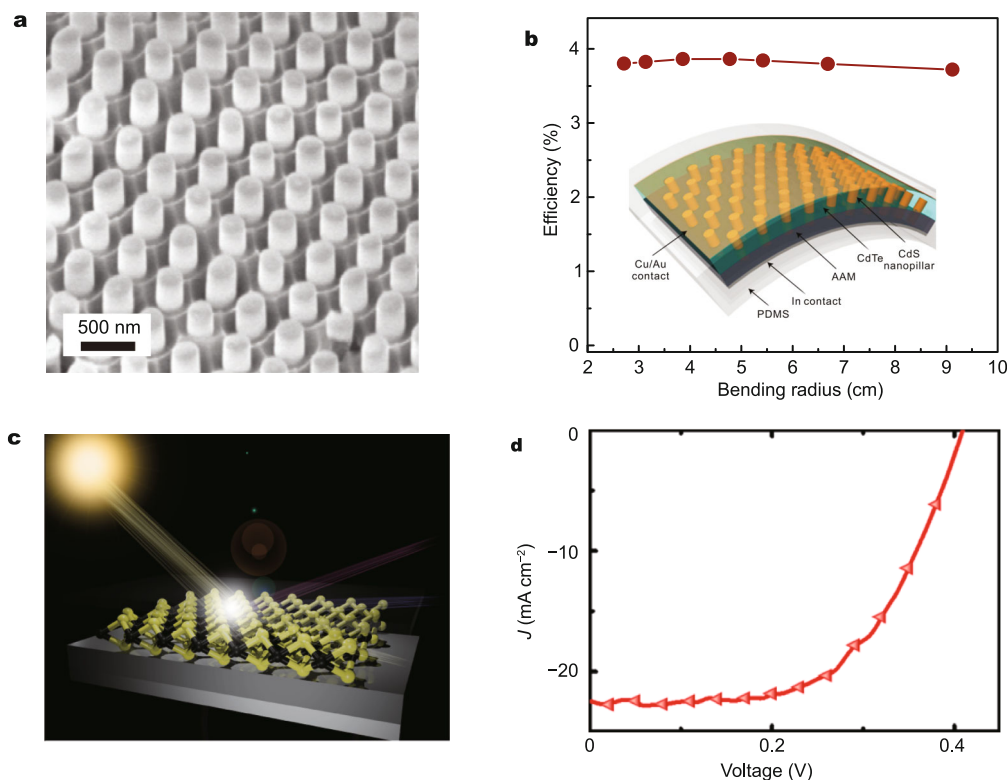 a
500 nm
b
Efficiency (%)
4
3
2
1
0
2 3 4 5 6 7 8 9 10
Bending radius (cm)
Cu/Au
contact
PDMS
In contact
AAM
CdTe
CdS
nanopillar
c
d
J (mA cm⁻²)
0
−10
−20
0 0.2 0.4
Voltage (V)